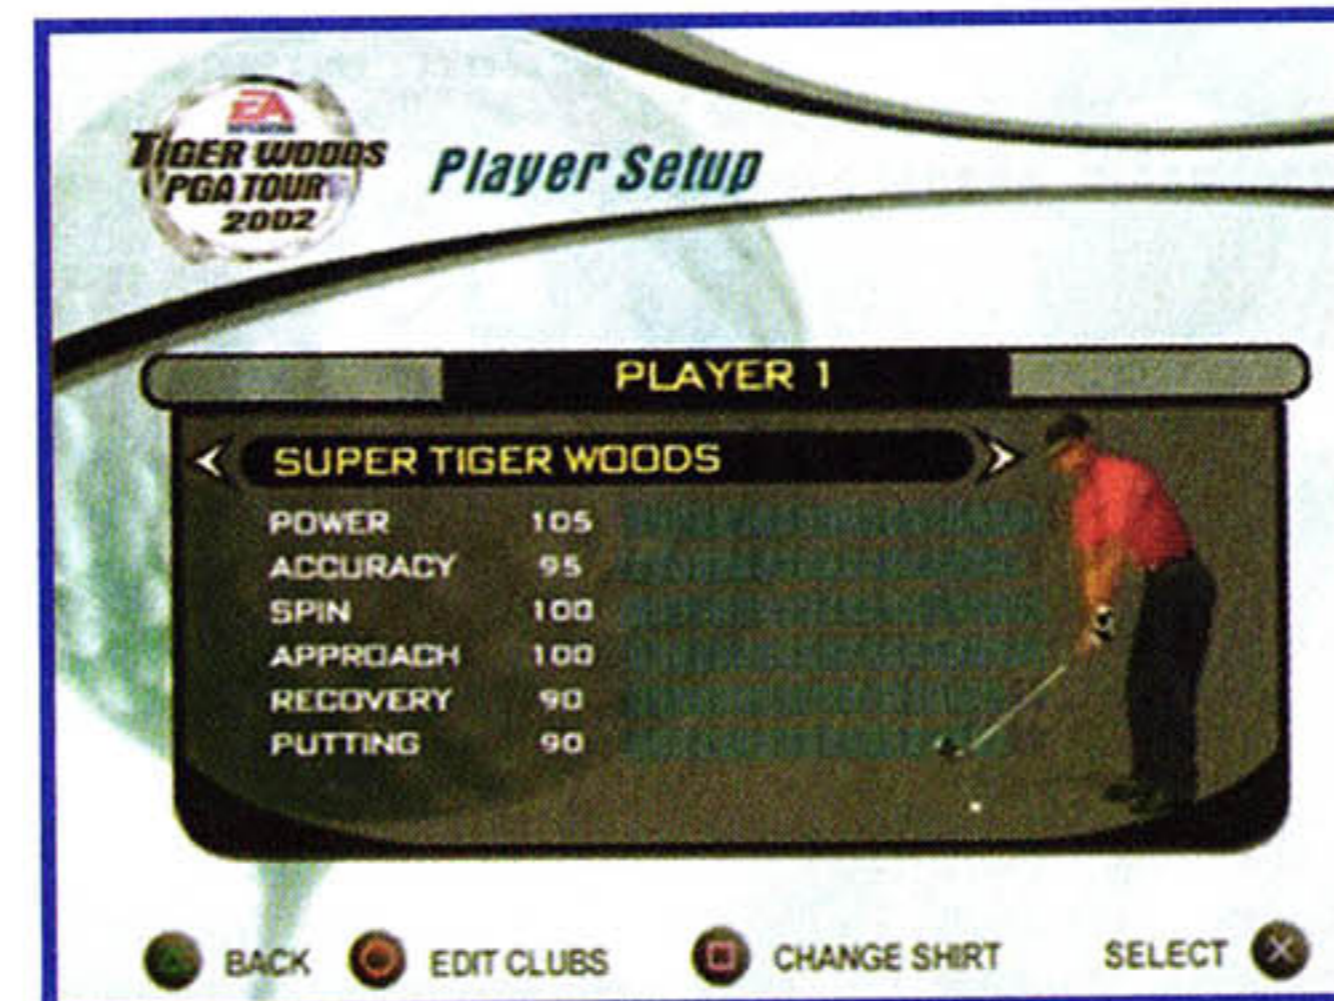 EA
TIGER WOODS
PGA TOUR
2002
Player Setup
PLAYER 1
SUPER TIGER WOODS
POWER 105
ACCURACY 95
SPIN 100
APPROACH 100
RECOVERY 90
PUTTING 90
BACK EDIT CLUBS CHANGE SHIRT SELECT